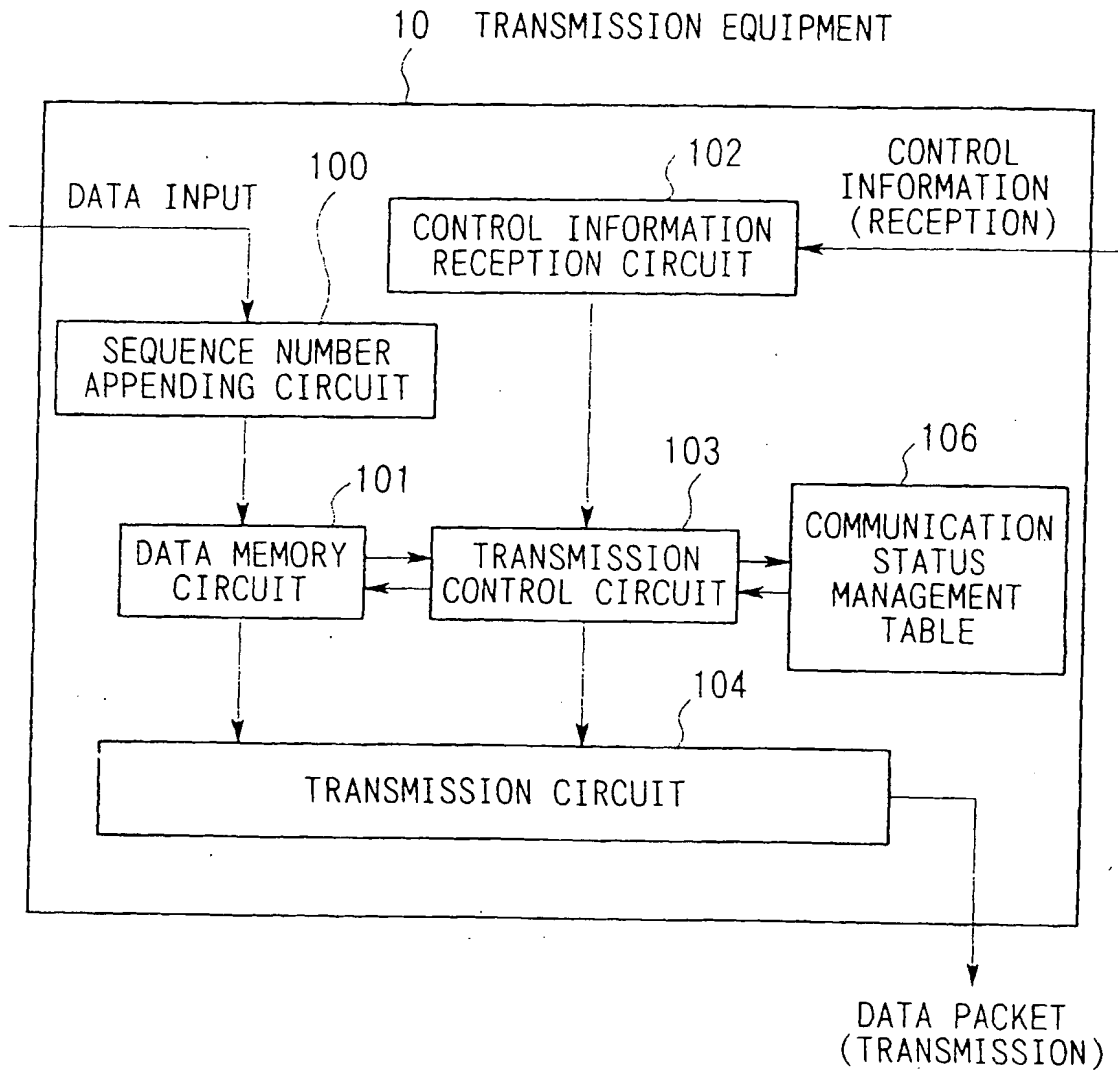 10 TRANSMISSION EQUIPMENT
100
102
CONTROL
INFORMATION
(RECEPTION)
DATA INPUT
CONTROL INFORMATION
RECEPTION CIRCUIT
SEQUENCE NUMBER
APPENDING CIRCUIT
101
103
106
DATA MEMORY
CIRCUIT
TRANSMISSION
CONTROL CIRCUIT
COMMUNICATION
STATUS
MANAGEMENT
TABLE
104
TRANSMISSION CIRCUIT
DATA PACKET
(TRANSMISSION)